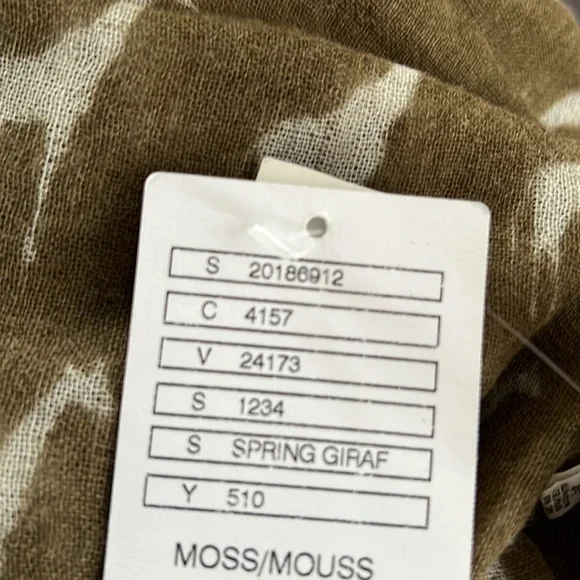 S 20186912
C 4157
V 24173
S 1234
S SPRING GIRAF
Y 510
MOSS/MOUSS